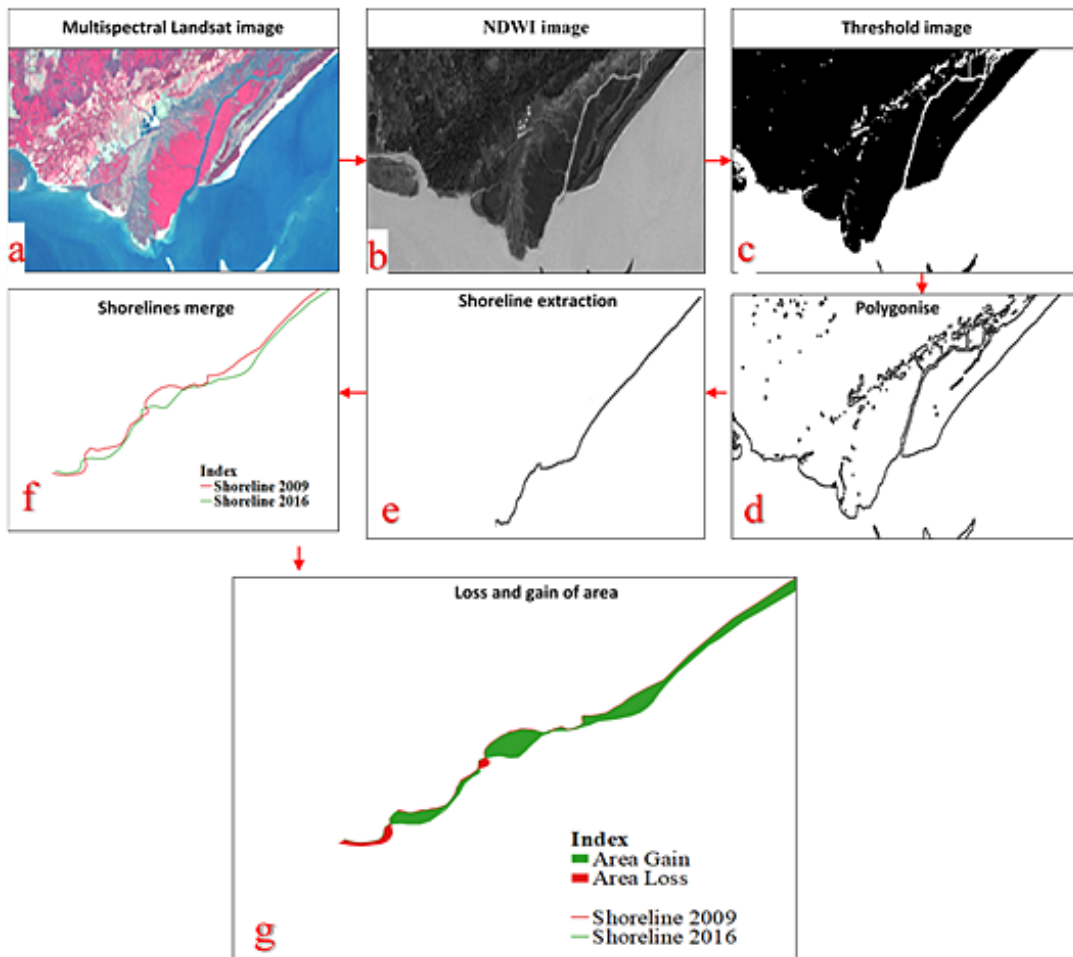 Multispectral Landsat image
NDWI image
Threshold image
a
b
c
Shorelines merge
Shoreline extraction
Polygonise
Index
Shoreline 2009
Shoreline 2016
f
e
d
Loss and gain of area
Index
Area Gain
Area Loss
Shoreline 2009
Shoreline 2016
g